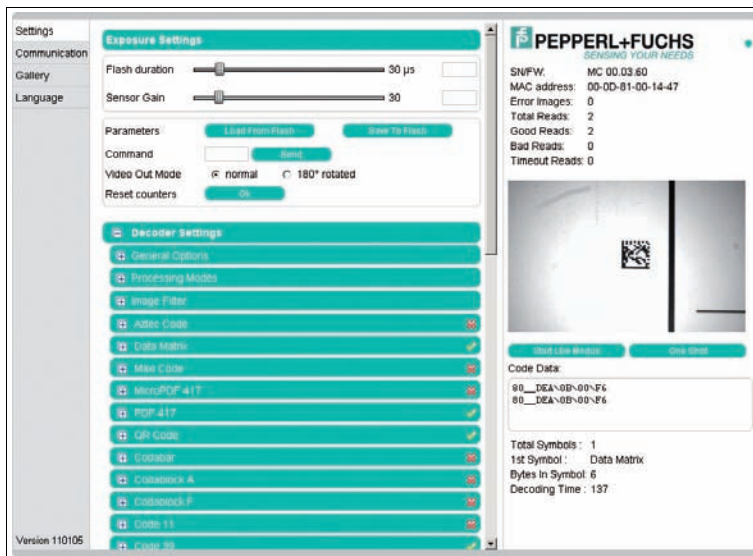 Settings
Communication
Gallery
Language
Version 110105
Exposure Settings
Flash duration 30 µs
Sensor Gain 30
Parameters Load From Flash Save To Flash
Command Send
Video Out Mode normal 180° rotated
Reset counters Ok
Decoder Settings
General Options
Processing Modes
Image Filter
Aztec Code
Data Matrix
Maxi Code
MicroPDF 417
PDF 417
QR Code
Codabar
Codablock A
Codablock F
Code 11
Code 39
PEPPERL+FUCHS
SENSING YOUR NEEDS
SN/FW: MC 00.03.60
MAC address: 00-0D-81-00-14-47
Error Images: 0
Total Reads: 2
Good Reads: 2
Bad Reads: 0
Timeout Reads: 0
Start Live Modus One Shot
Code Data:
80__DEA\0B\00\F6
80__DEA\0B\00\F6
Total Symbols : 1
1st Symbol : Data Matrix
Bytes In Symbol: 6
Decoding Time : 137